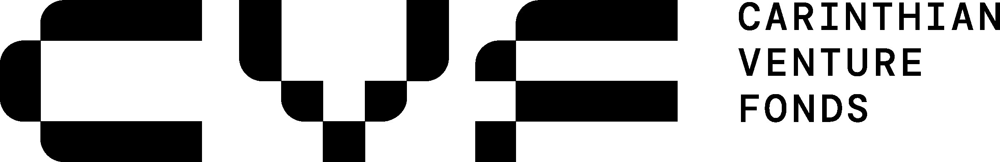 CVF
CARINTHIAN
VENTURE
FONDS